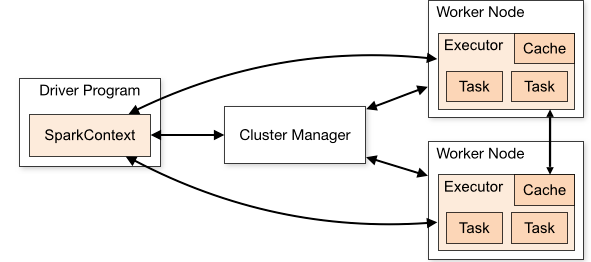 Driver Program
SparkContext
Cluster Manager
Worker Node
Executor
Cache
Task
Task
Worker Node
Executor
Cache
Task
Task